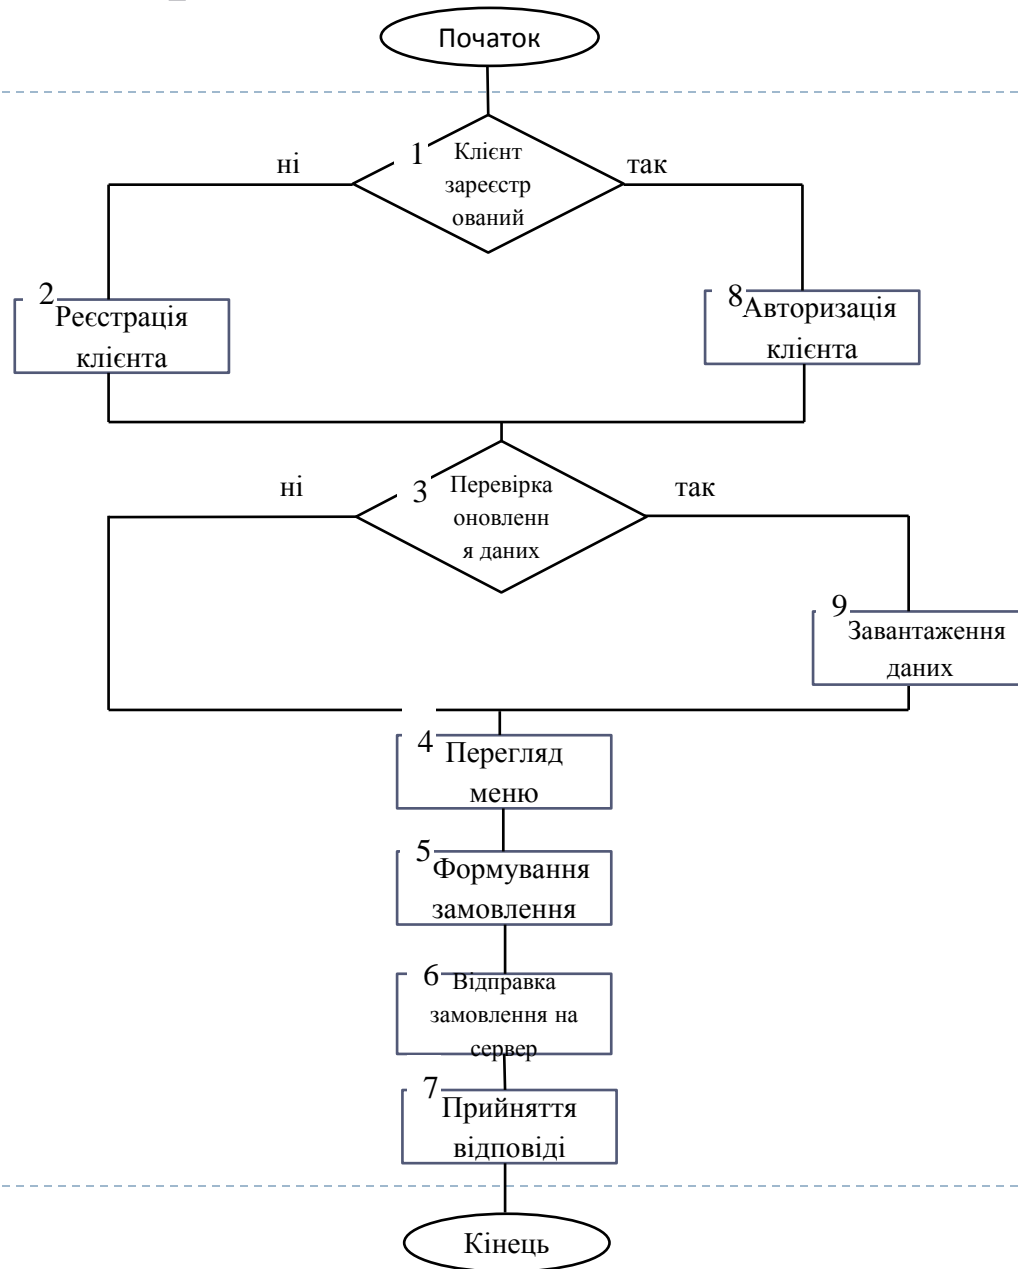 Початок
1
Клієнт
зареєстр
ований
ні
так
2
Реєстрація
клієнта
8
Авторизація
клієнта
3
Перевірка
оновленн
я даних
ні
так
9
Завантаження
даних
4
Перегляд
меню
5
Формування
замовлення
6
Відправка
замовлення на
сервер
7
Прийняття
відповіді
Кінець